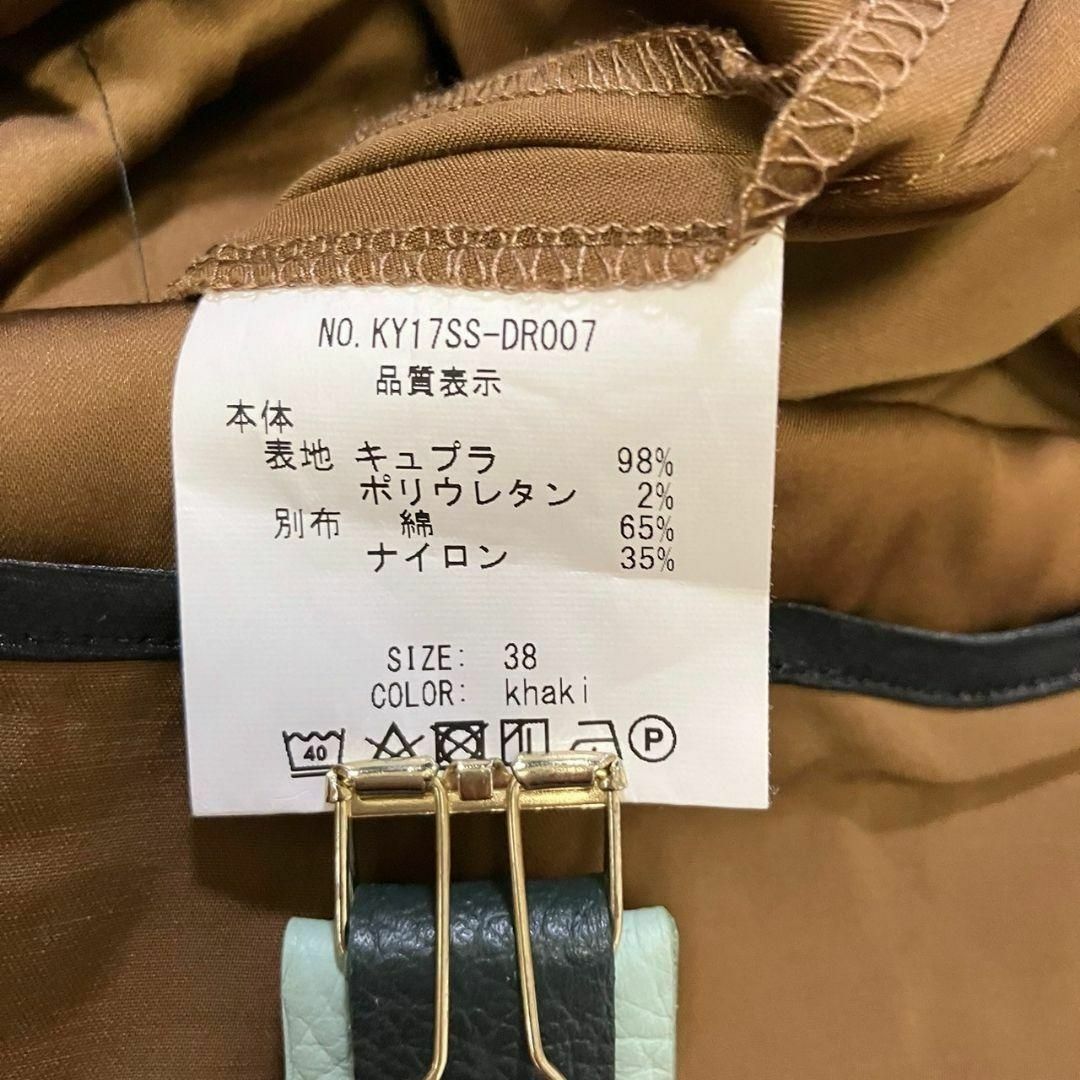 NO. KY17SS-DR007
品質表示
本体
表地 キュプラ 98%
ポリウレタン 2%
別布 綿 65%
ナイロン 35%
SIZE: 38
COLOR: khaki
40 P